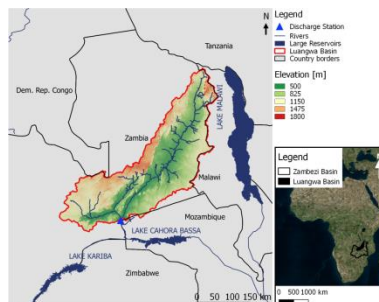 N
Tanzania
Dem. Rep. Congo
LAKE MALAWI
Zambia
Malawi
Mozambique
LAKE CAHORA BASSA
LAKE KARIBA
Zimbabwe
0 50 100 150 km
Legend
Discharge Station
Rivers
Large Reservoirs
Luangwa Basin
Country borders
Elevation [m]
500
825
1150
1475
1800
Legend
Zambezi Basin
Luangwa Basin
0 500 1000 km